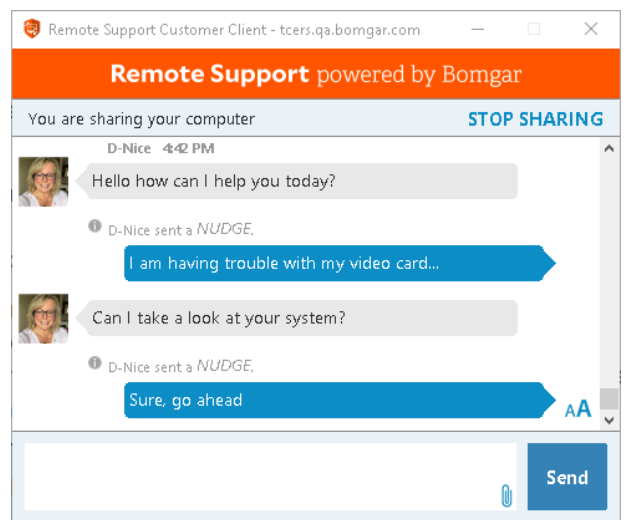 Remote Support Customer Client - tcers.qa.bomgar.com
Remote Support powered by Bomgar
You are sharing your computer STOP SHARING
D-Nice 4:42 PM
Hello how can I help you today?
D-Nice sent a NUDGE.
I am having trouble with my video card...
Can I take a look at your system?
D-Nice sent a NUDGE.
Sure, go ahead
AA
Send